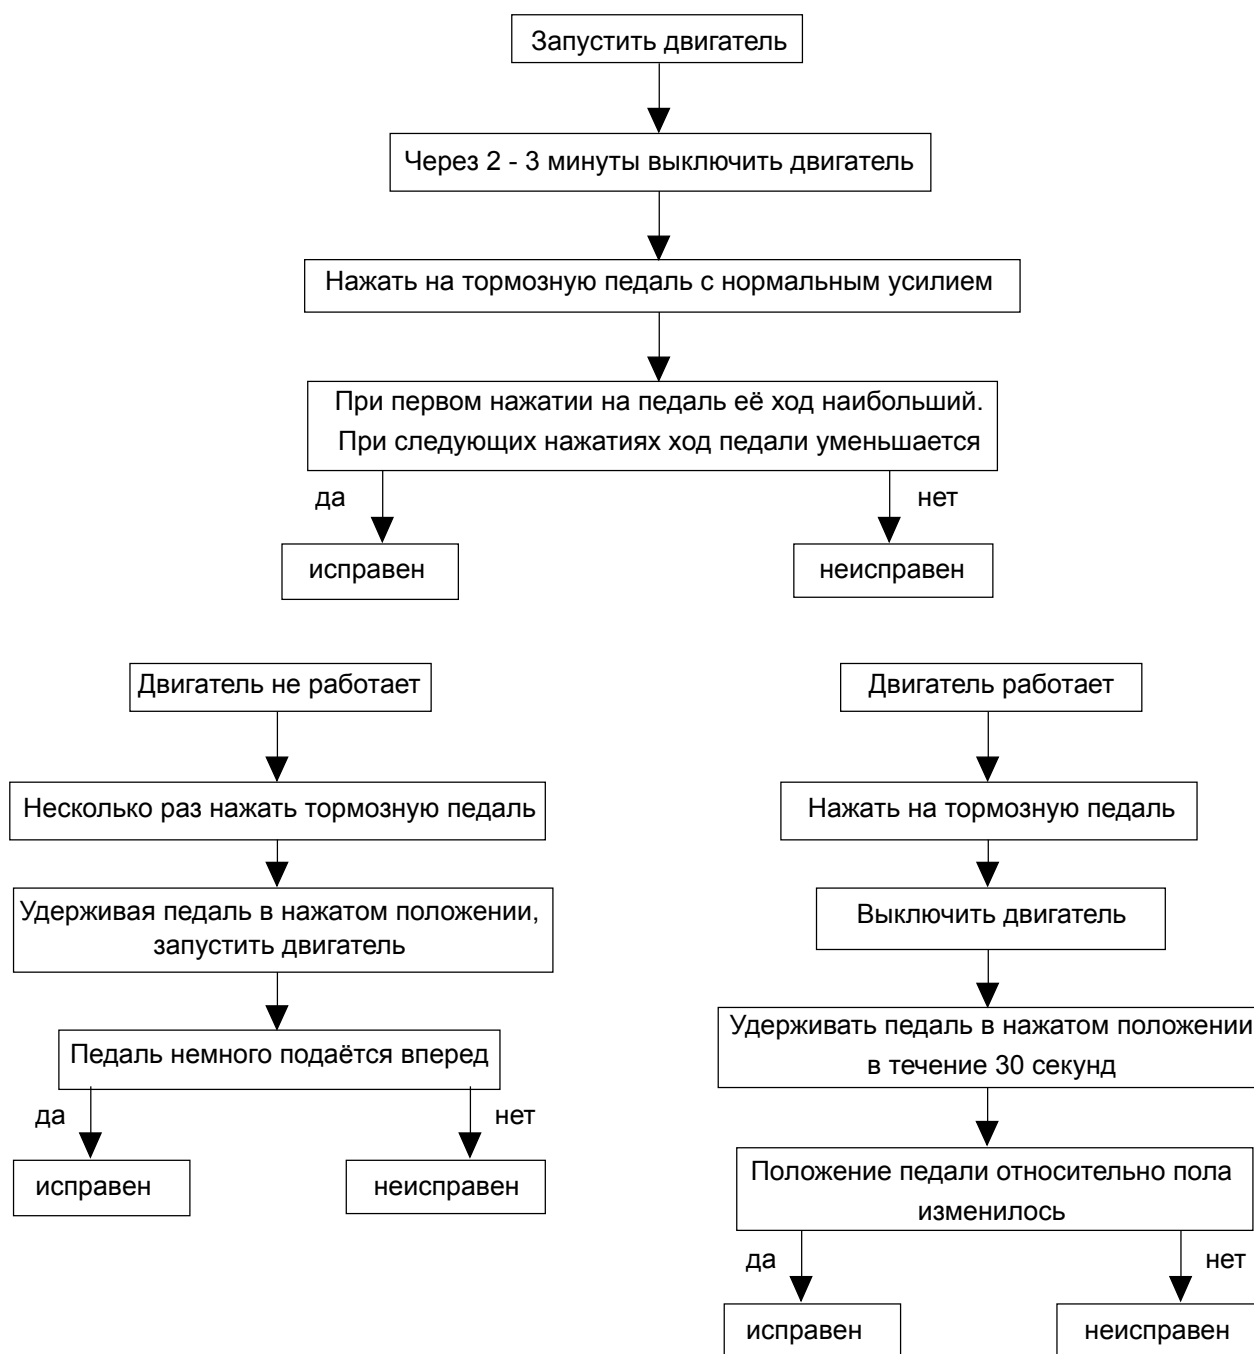 Запустить двигатель
Через 2 - 3 минуты выключить двигатель
Нажать на тормозную педаль с нормальным усилием
При первом нажатии на педаль её ход наибольший.
При следующих нажатиях ход педали уменьшается
да
нет
исправен
неисправен
Двигатель не работает
Несколько раз нажать тормозную педаль
Удерживая педаль в нажатом положении,
запустить двигатель
Педаль немного подаётся вперед
да
нет
исправен
неисправен
Двигатель работает
Нажать на тормозную педаль
Выключить двигатель
Удерживать педаль в нажатом положении
в течение 30 секунд
Положение педали относительно пола
изменилось
да
нет
исправен
неисправен